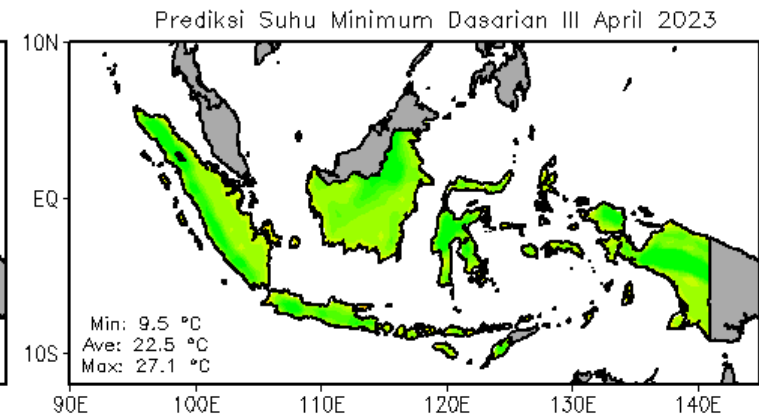 Prediksi Suhu Minimum Dasarian III April 2023
10N
EQ
10S
Min: 9.5 °C
Ave: 22.5 °C
Max: 27.1 °C
90E 100E 110E 120E 130E 140E